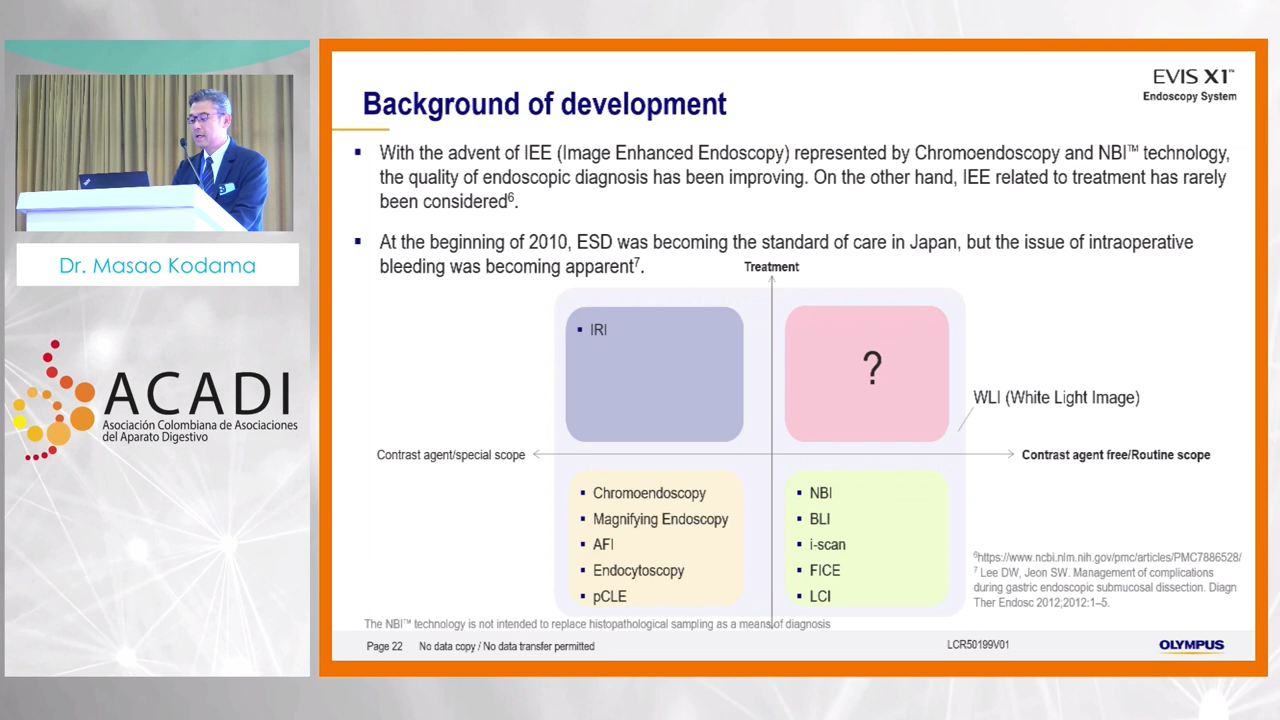 Dr. Masao Kodama
ACADI
Asociación Colombiana de Asociaciones
del Aparato Digestivo
EVIS X1™
Endoscopy System
Background of development
▪ With the advent of IEE (Image Enhanced Endoscopy) represented by Chromoendoscopy and NBI™ technology,
the quality of endoscopic diagnosis has been improving. On the other hand, IEE related to treatment has rarely
been considered⁶.
▪ At the beginning of 2010, ESD was becoming the standard of care in Japan, but the issue of intraoperative
bleeding was becoming apparent⁷.
Treatment
▪ IRI
?
WLI (White Light Image)
Contrast agent/special scope
Contrast agent free/Routine scope
▪ Chromoendoscopy
▪ Magnifying Endoscopy
▪ AFI
▪ Endocytoscopy
▪ pCLE
▪ NBI
▪ BLI
▪ i-scan
▪ FICE
▪ LCI
⁶https://www.ncbi.nlm.nih.gov/pmc/articles/PMC7886528/
⁷ Lee DW, Jeon SW. Management of complications
during gastric endoscopic submucosal dissection. Diagn
Ther Endosc 2012;2012:1–5.
The NBI™ technology is not intended to replace histopathological sampling as a means of diagnosis
Page 22 No data copy / No data transfer permitted
LCR50199V01
OLYMPUS